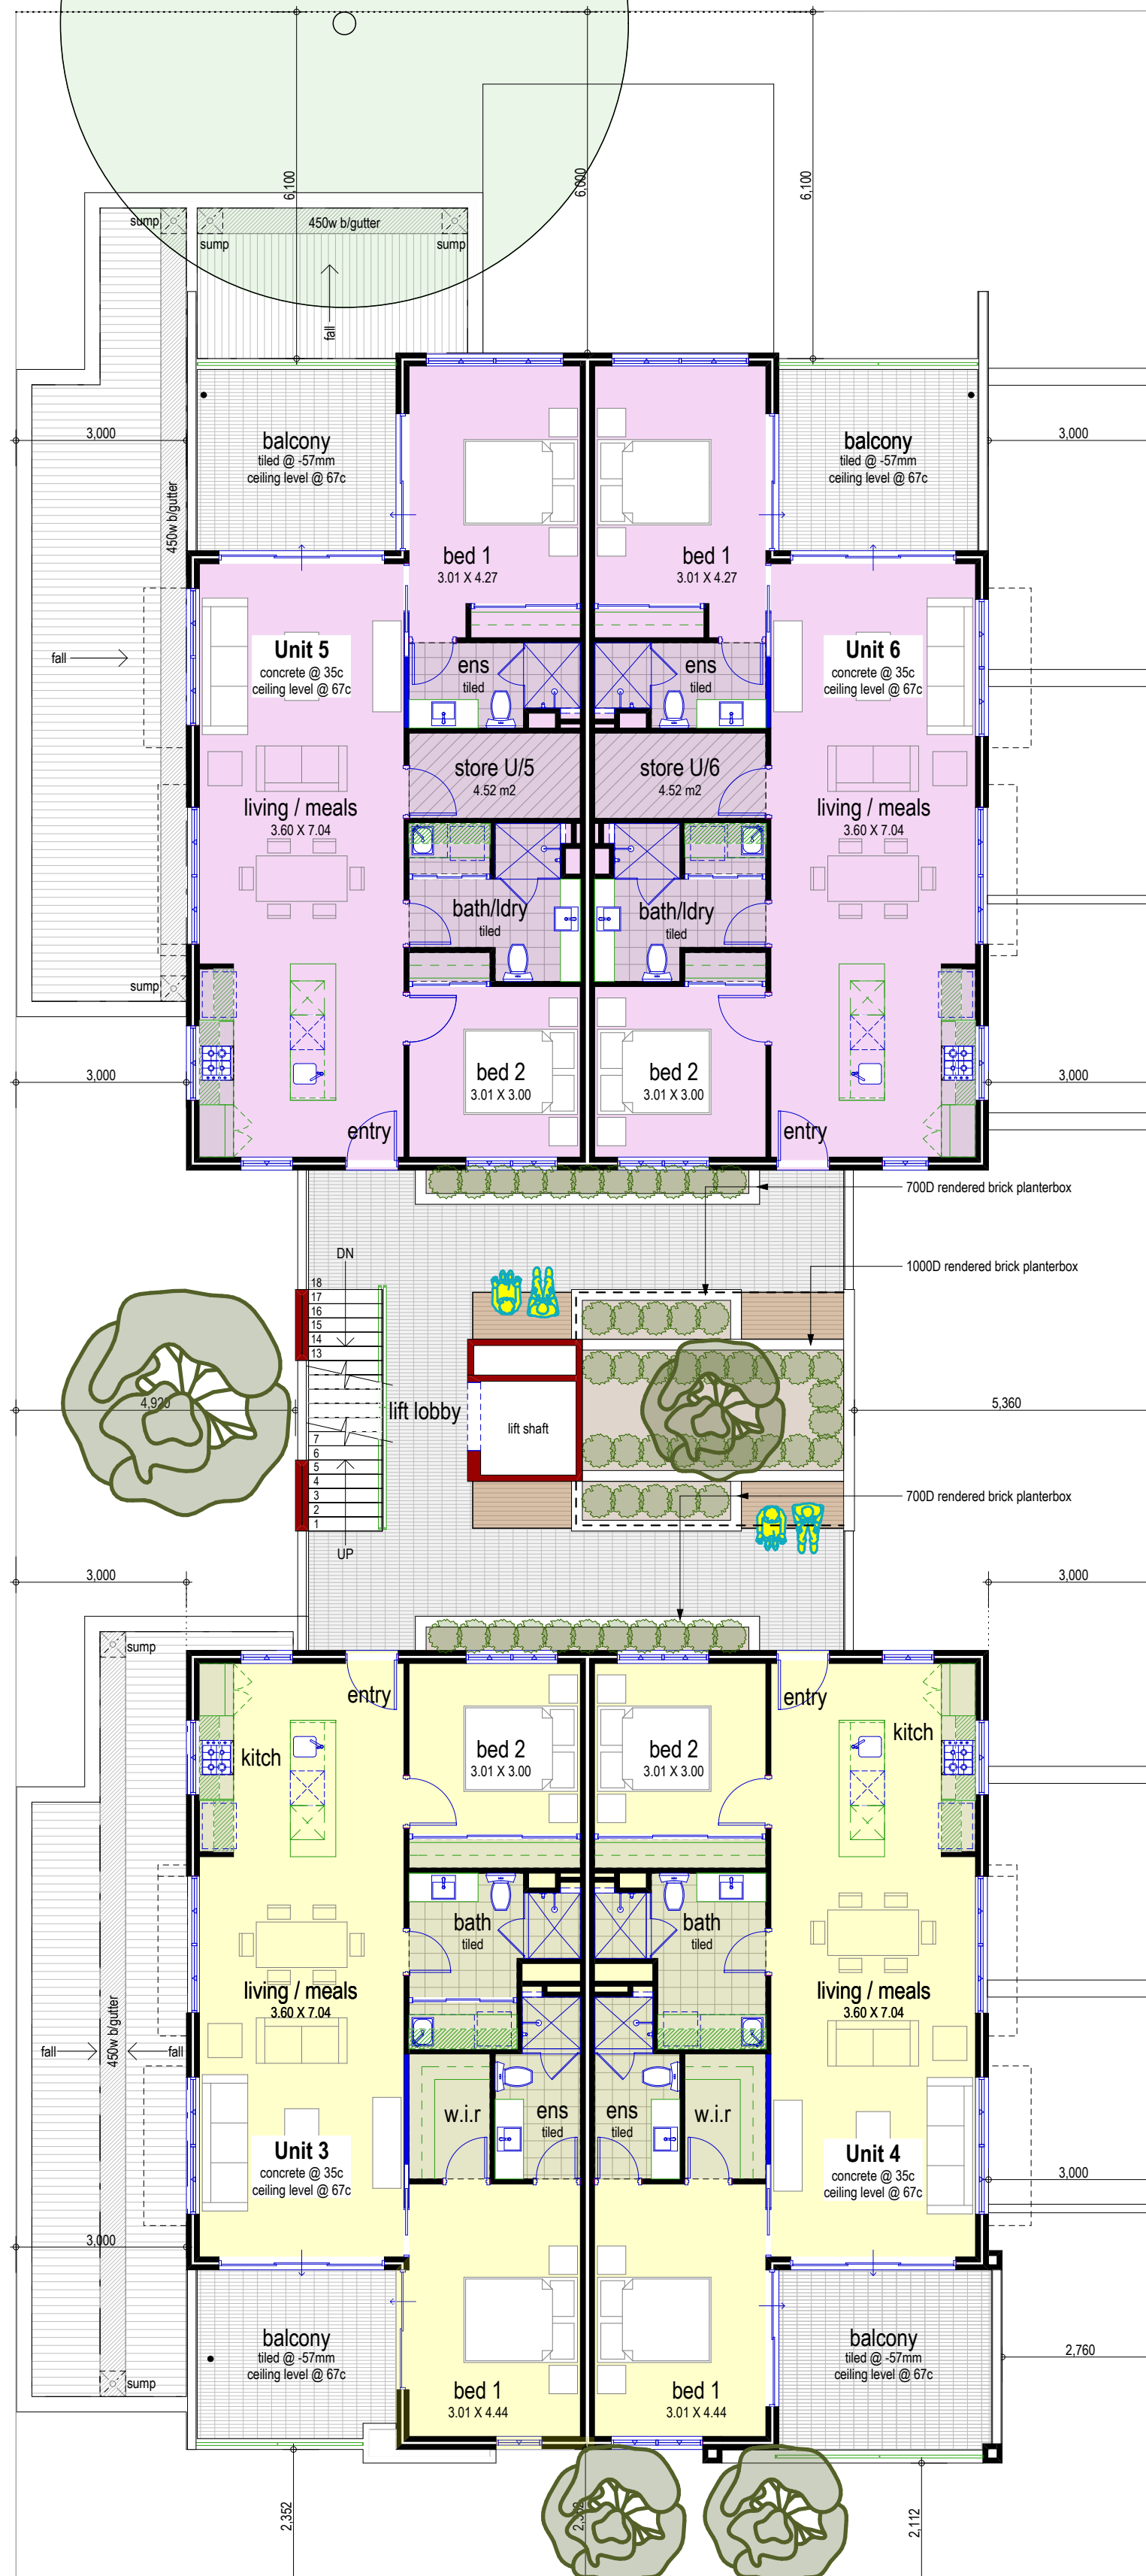 6,100
6,000
6,100
sump
sump
450w b/gutter
sump
fall
3,000
450w b/gutter
balcony
tiled @ -57mm
ceiling level @ 67c
balcony
tiled @ -57mm
ceiling level @ 67c
3,000
bed 1
3.01 X 4.27
bed 1
3.01 X 4.27
fall
Unit 5
concrete @ 35c
ceiling level @ 67c
ens
tiled
ens
tiled
Unit 6
concrete @ 35c
ceiling level @ 67c
store U/5
4.52 m2
store U/6
4.52 m2
living / meals
3.60 X 7.04
living / meals
3.60 X 7.04
bath/ldry
tiled
bath/ldry
tiled
sump
3,000
bed 2
3.01 X 3.00
bed 2
3.01 X 3.00
3,000
entry
entry
700D rendered brick planterbox
DN
1000D rendered brick planterbox
18
17
16
15
14
13
4,920
lift lobby
lift shaft
5,360
7
6
5
4
3
2
1
700D rendered brick planterbox
UP
3,000
3,000
sump
entry
entry
kitch
bed 2
3.01 X 3.00
bed 2
3.01 X 3.00
kitch
bath
tiled
bath
tiled
living / meals
3.60 X 7.04
living / meals
3.60 X 7.04
fall
450w b/gutter
fall
w.i.r
ens
tiled
ens
tiled
w.i.r
Unit 3
concrete @ 35c
ceiling level @ 67c
Unit 4
concrete @ 35c
ceiling level @ 67c
3,000
3,000
balcony
tiled @ -57mm
ceiling level @ 67c
balcony
tiled @ -57mm
ceiling level @ 67c
2,760
sump
bed 1
3.01 X 4.44
bed 1
3.01 X 4.44
2,352
2,112